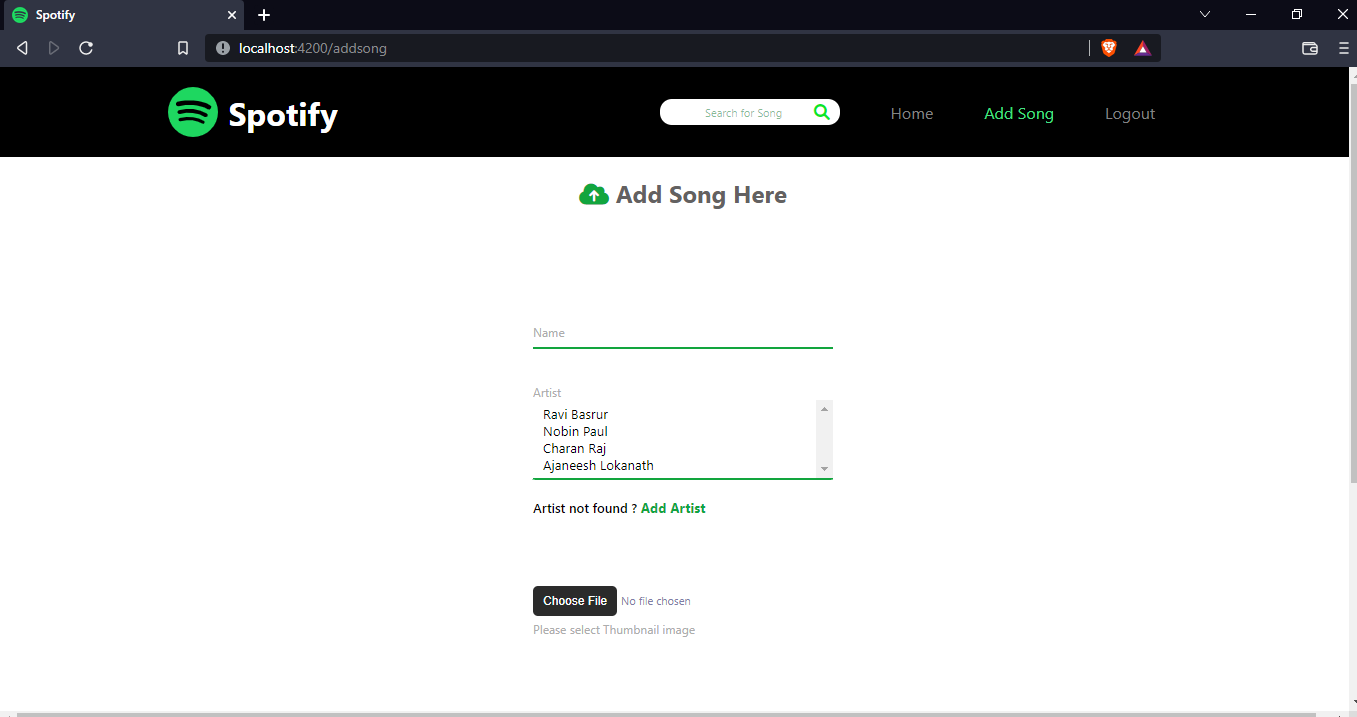 Spotify
localhost:4200/addsong
Spotify
Search for Song
Home
Add Song
Logout
Add Song Here
Name
Artist
Ravi Basrur
Nobin Paul
Charan Raj
Ajaneesh Lokanath
Artist not found ? Add Artist
Choose File No file chosen
Please select Thumbnail image